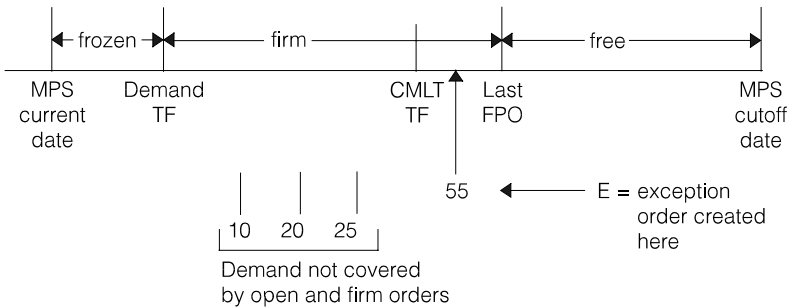 frozen
firm
free
MPS
current
date
Demand
TF
CMLT
TF
Last
FPO
MPS
cutoff
date
10 20 25
55
E = exception
order created
here
Demand not covered
by open and firm orders